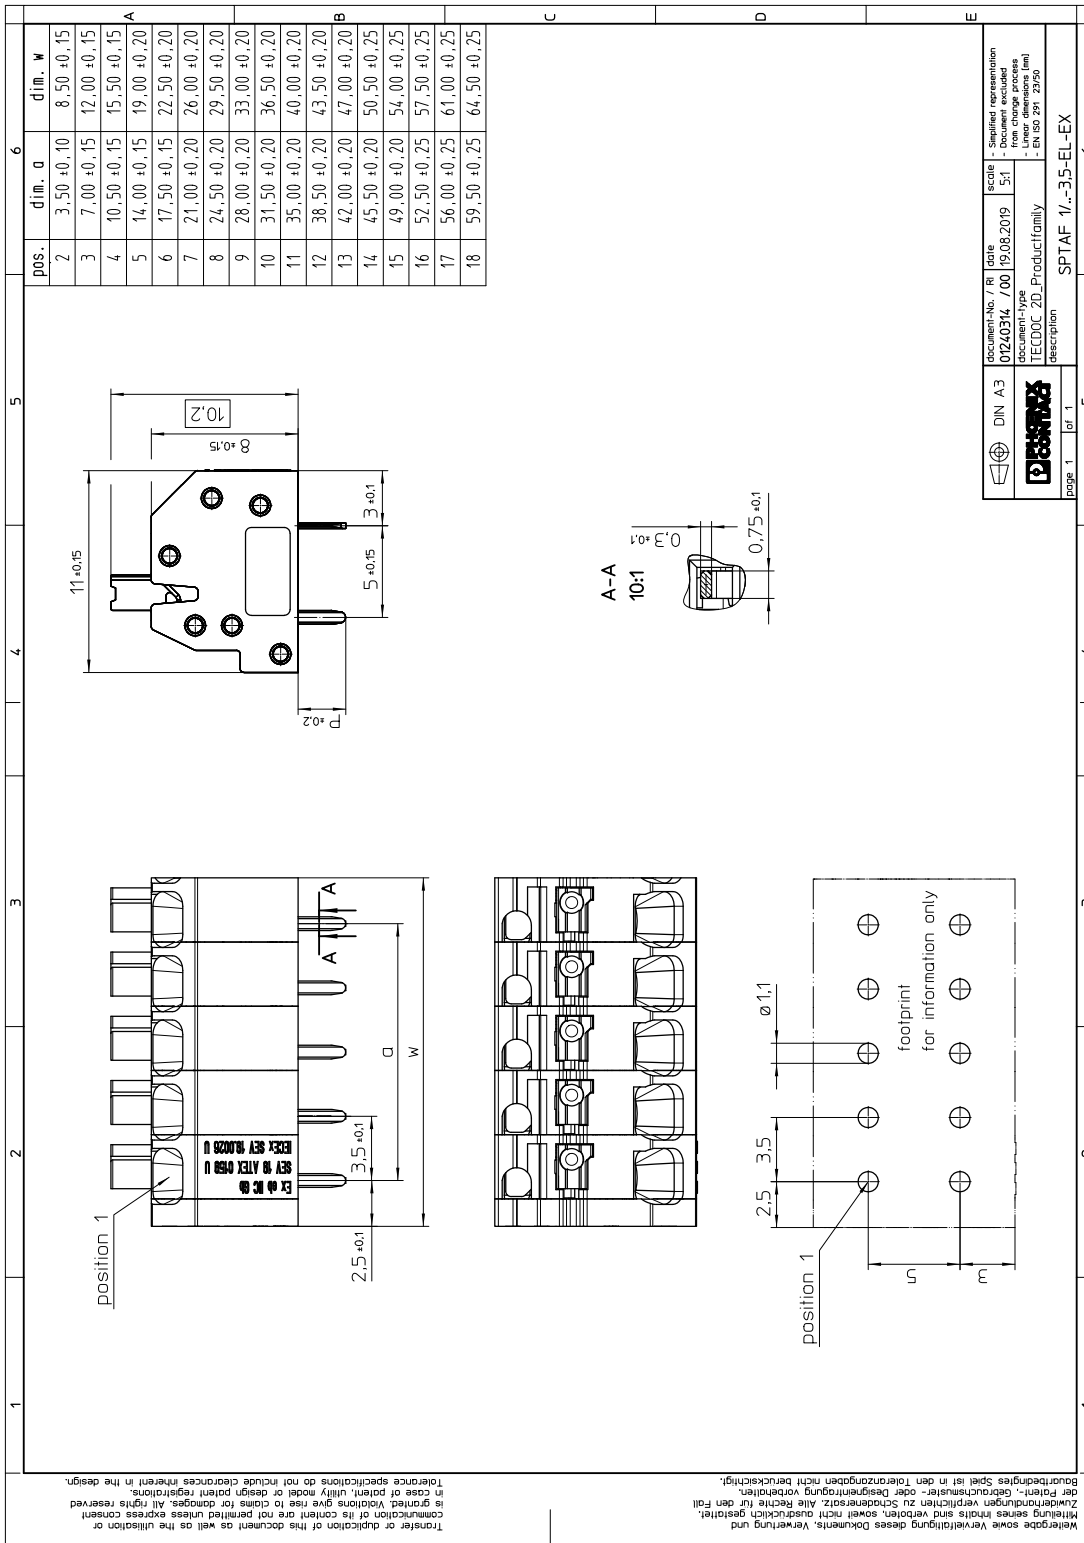 pos. dim. a dim. w
2 3,50 ±0,10 8,50 ±0,15
3 7,00 ±0,15 12,00 ±0,15
4 10,50 ±0,15 15,50 ±0,15
5 14,00 ±0,15 19,00 ±0,20
6 17,50 ±0,15 22,50 ±0,20
7 21,00 ±0,20 26,00 ±0,20
8 24,50 ±0,20 29,50 ±0,20
9 28,00 ±0,20 33,00 ±0,20
10 31,50 ±0,20 36,50 ±0,20
11 35,00 ±0,20 40,00 ±0,20
12 38,50 ±0,20 43,50 ±0,20
13 42,00 ±0,20 47,00 ±0,20
14 45,50 ±0,20 50,50 ±0,25
15 49,00 ±0,20 54,00 ±0,25
16 52,50 ±0,25 57,50 ±0,25
17 56,00 ±0,25 61,00 ±0,25
18 59,50 ±0,25 64,50 ±0,25
1 2 3 4 5 6
A
B
C
D
E
position 1
Ex eb IIC Gb
SEV 18 ATEX 0158 U
IECEx SEV 18.0026 U
A
A
2,5 ±0,1
3,5 ±0,1
a
w
11 ±0,15
10,2
8 ±0,15
5 ±0,15
3 ±0,1
P ±0,2
A-A
10:1
0,3 ±0,1
0,75 ±0,1
position 1
2,5
3,5
ø1,1
5
3
footprint
for information only
DIN A3
PHOENIX
CONTACT
page 1 of 1
document-No. / RI
01240314 / 00
date
19.08.2019
scale
5:1
- Simplified representation
- Document excluded
from change process
- Linear dimensions [mm]
- EN ISO 291 23/50
document-type
TECDOC 2D_Productfamily
description
SPTAF 1/..-3,5-EL-EX
Transfer or duplication of this document as well as the utilisation or
communication of its content are not permitted unless express consent
is granted. Violations give rise to claims for damages. All rights reserved
in case of patent, utility model or design patent registrations.
Tolerance specifications do not include clearances inherent in the design.
Weitergabe sowie Vervielfältigung dieses Dokuments, Verwertung und
Mitteilung seines Inhalts sind verboten, soweit nicht ausdrücklich gestattet.
Zuwiderhandlungen verpflichten zu Schadenersatz. Alle Rechte für den Fall
der Patent-, Gebrauchsmuster- oder Designeintragung vorbehalten.
Bauartbedingtes Spiel ist in den Toleranzangaben nicht berücksichtigt.